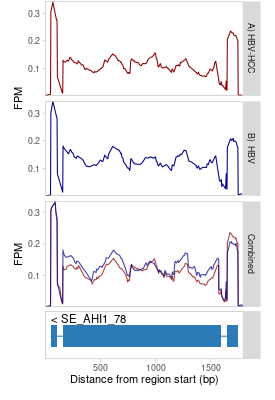 0.3
0.2
0.1
FPM
A) HBV-HCC
0.3
0.2
0.1
B) HBV
0.3
0.2
0.1
FPM
Combined
< SE_AHI1_78
500
1000
1500
Distance from region start (bp)